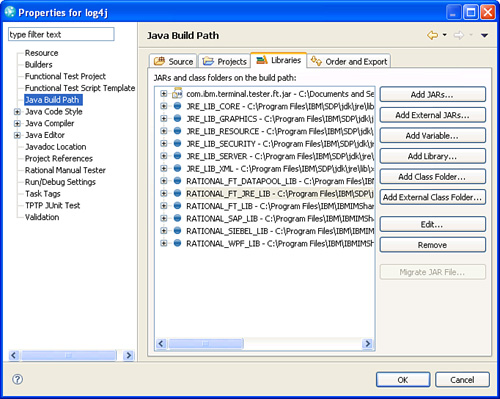 Properties for log4j
type filter text
Resource
Builders
Functional Test Project
Functional Test Script Template
Java Build Path
Java Code Style
Java Compiler
Java Editor
Javadoc Location
Project References
Rational Manual Tester
Run/Debug Settings
Task Tags
TPTP JUnit Test
Validation
Java Build Path
Source Projects Libraries Order and Export
JARs and class folders on the build path:
com.ibm.terminal.tester.ft.jar - C:\Documents and Se
JRE_LIB_CORE - C:\Program Files\IBM\SDP\jdk\jre\lib
JRE_LIB_GRAPHICS - C:\Program Files\IBM\SDP\jdk\
JRE_LIB_RESOURCE - C:\Program Files\IBM\SDP\jdk\
JRE_LIB_SECURITY - C:\Program Files\IBM\SDP\jdk\
JRE_LIB_SERVER - C:\Program Files\IBM\SDP\jdk\jre\
JRE_LIB_XML - C:\Program Files\IBM\SDP\jdk\jre\lib\
RATIONAL_FT_DATAPOOL_LIB - C:\Program Files\IB
RATIONAL_FT_JRE_LIB - C:\Program Files\IBM\SDP\j
RATIONAL_FT_LIB - C:\Program Files\IBM\IBMIMShar
RATIONAL_SAP_LIB - C:\Program Files\IBM\IBMIMSha
RATIONAL_SIEBEL_LIB - C:\Program Files\IBM\IBMIM
RATIONAL_WPF_LIB - C:\Program Files\IBM\IBMIMSh
Add JARs...
Add External JARs...
Add Variable...
Add Library...
Add Class Folder...
Add External Class Folder...
Edit...
Remove
Migrate JAR File...
OK
Cancel